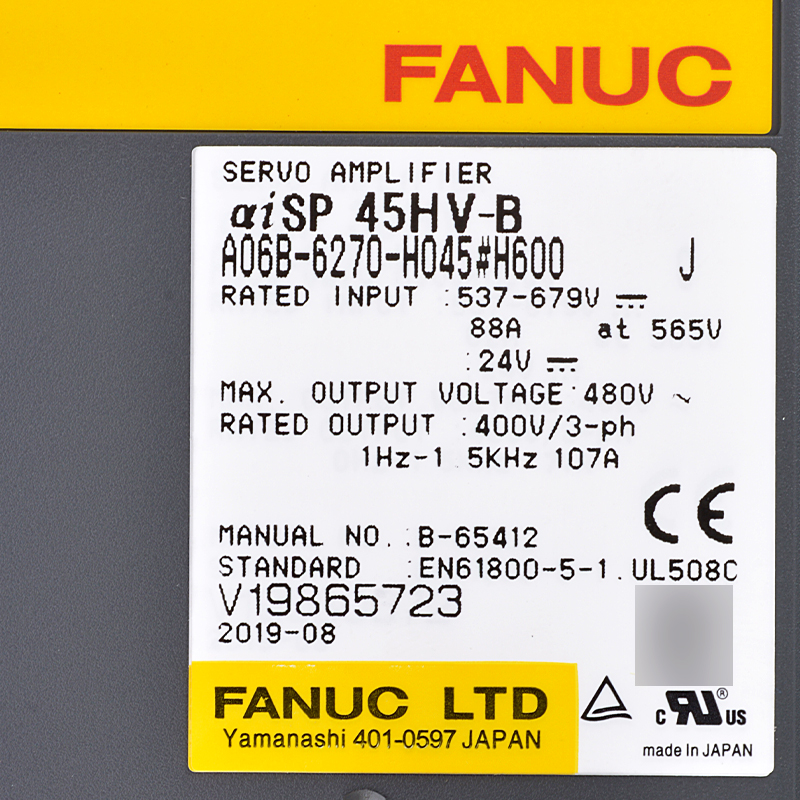 FANUC
SERVO AMPLIFIER
αiSP 45HV-B
A06B-6270-H045#H600 J
RATED INPUT :537-679V ⎓
88A at 565V
:24V ⎓
MAX. OUTPUT VOLTAGE:480V ~
RATED OUTPUT :400V/3-ph
1Hz-1.5KHz 107A
MANUAL NO. :B-65412
CE
STANDARD :EN61800-5-1.UL508C
V19865723
2019-08
FANUC LTD
Yamanashi 401-0597 JAPAN
c RU ® US
made In JAPAN